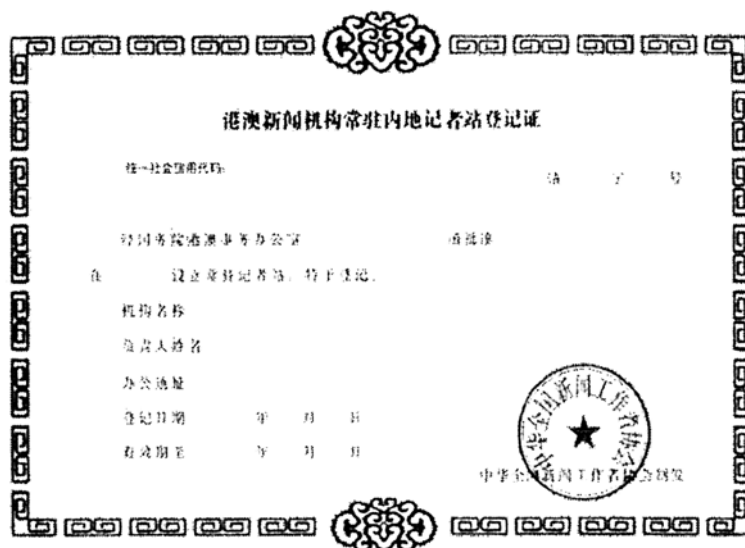 港澳新闻机构常驻内地记者站登记证
统一社会信用代码:
字 号
经国务院港澳事务办公室 函批准
在 设立常驻记者站,特予登记。
机构名称
负责人姓名
办公地址
登记日期 年 月 日
有效期至 年 月 日
中华全国新闻工作者协会
中华全国新闻工作者协会制发